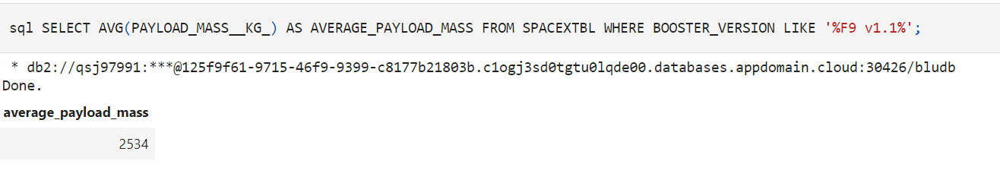 sql SELECT AVG(PAYLOAD_MASS__KG_) AS AVERAGE_PAYLOAD_MASS FROM SPACEXTBL WHERE BOOSTER_VERSION LIKE '%F9 v1.1%';
* db2://qsj97991:***@125f9f61-9715-46f9-9399-c8177b21803b.c1ogj3sd0tgtu0lqde00.databases.appdomain.cloud:30426/bludb
Done.
average_payload_mass
2534